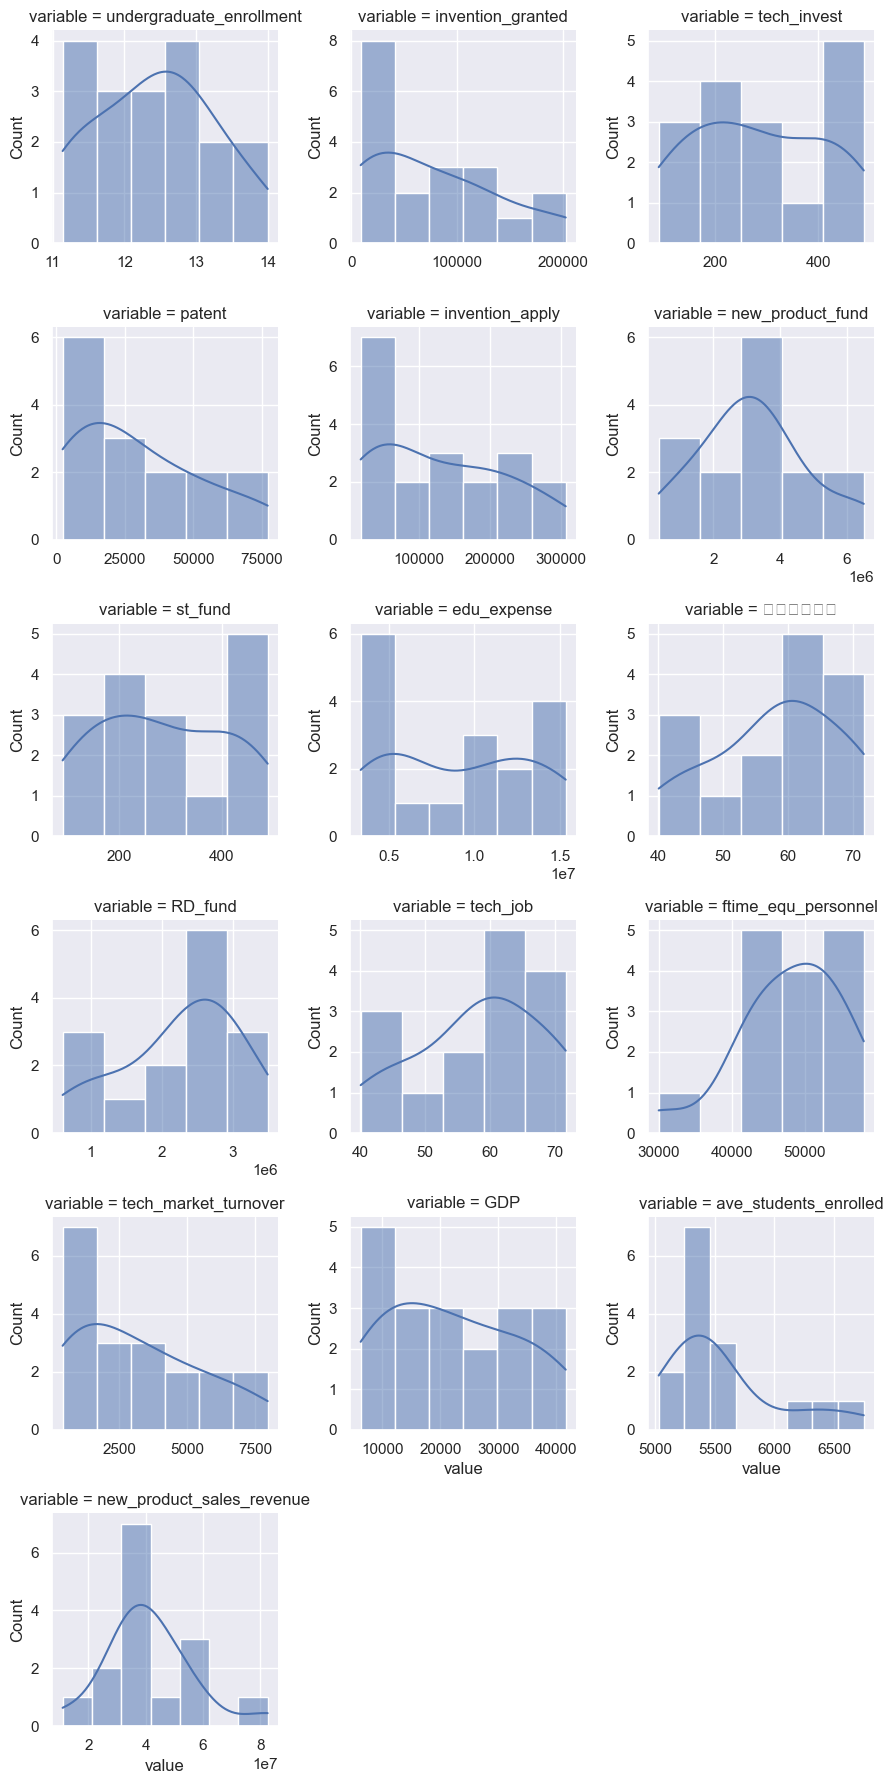 variable = undergraduate_enrollment
variable = invention_granted
variable = tech_invest
Count
4
3
2
1
0
11 12 13 14
Count
8
6
4
2
0
0 100000 200000
Count
5
4
3
2
1
0
200 400
variable = patent
variable = invention_apply
variable = new_product_fund
Count
6
4
2
0
0 25000 50000 75000
Count
6
4
2
0
100000 200000 300000
Count
6
4
2
0
2 4 6
1e6
variable = st_fund
variable = edu_expense
variable =
Count
5
4
3
2
1
0
200 400
Count
6
4
2
0
0.5 1.0 1.5
1e7
Count
5
4
3
2
1
0
40 50 60 70
variable = RD_fund
variable = tech_job
variable = ftime_equ_personnel
Count
6
4
2
0
1 2 3
1e6
Count
5
4
3
2
1
0
40 50 60 70
Count
5
4
3
2
1
0
30000 40000 50000
variable = tech_market_turnover
variable = GDP
variable = ave_students_enrolled
Count
6
4
2
0
2500 5000 7500
Count
5
4
3
2
1
0
10000 20000 30000 40000
value
Count
6
4
2
0
5000 5500 6000 6500
value
variable = new_product_sales_revenue
Count
6
4
2
0
2 4 6 8
1e7
value